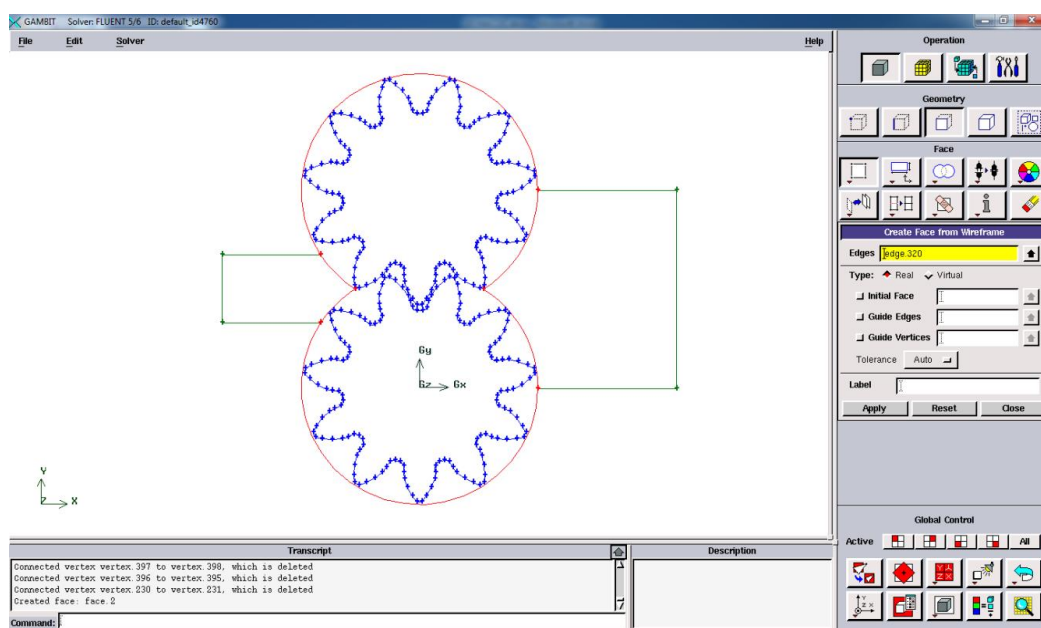 GAMBIT Solver: FLUENT 5/6 ID: default_id4760
File Edit Solver Help
Operation
Geometry
Face
Create Face from Wireframe
Edges edge.320
Type: Real Virtual
Initial Face
Guide Edges
Guide Vertices
Tolerance Auto
Label
Apply Reset Close
Gy
Gz Gx
Y
Z X
Global Control
Active All
Transcript
Description
Connected vertex vertex.397 to vertex.398, which is deleted
Connected vertex vertex.396 to vertex.395, which is deleted
Connected vertex vertex.230 to vertex.231, which is deleted
Created face: face.2
Command: